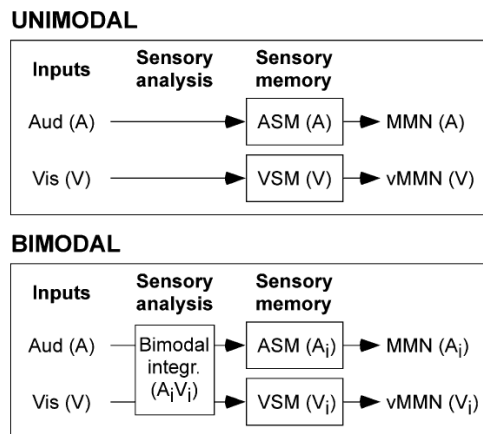 UNIMODAL
Inputs Sensory analysis Sensory memory
Aud (A) ASM (A) MMN (A)
Vis (V) VSM (V) vMMN (V)
BIMODAL
Inputs Sensory analysis Sensory memory
Aud (A) Bimodal integr. (AiVi) ASM (Ai) MMN (Ai)
Vis (V) VSM (Vi) vMMN (Vi)